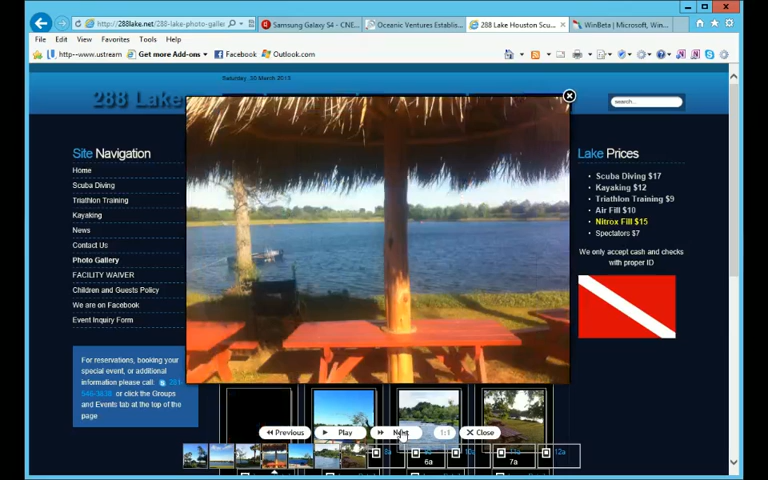 http://288lake.net/288-lake-photo-galler
Samsung Galaxy S4 - CNE...
Oceanic Ventures Establis...
288 Lake Houston Scu...
WinBeta | Microsoft, Win...
File Edit View Favorites Tools Help
http--www.ustream
Get more Add-ons
Facebook
Outlook.com
Saturday, 30 March 2013
288 Lake
search...
Site Navigation
Home
Scuba Diving
Triathlon Training
Kayaking
News
Contact Us
Photo Gallery
FACILITY WAIVER
Children and Guests Policy
We are on Facebook
Event Inquiry Form
For reservations, booking your
special event, or additional
information please call.
or click the Groups
and Events tab at the top of the
page
Lake Prices
Scuba Diving $17
Kayaking $12
Triathlon Training $9
Air Fill $10
Nitrox Fill $15
Spectators $7
We only accept cash and checks
with proper ID
Previous
Play
Next
1:1
Close
6a
7a